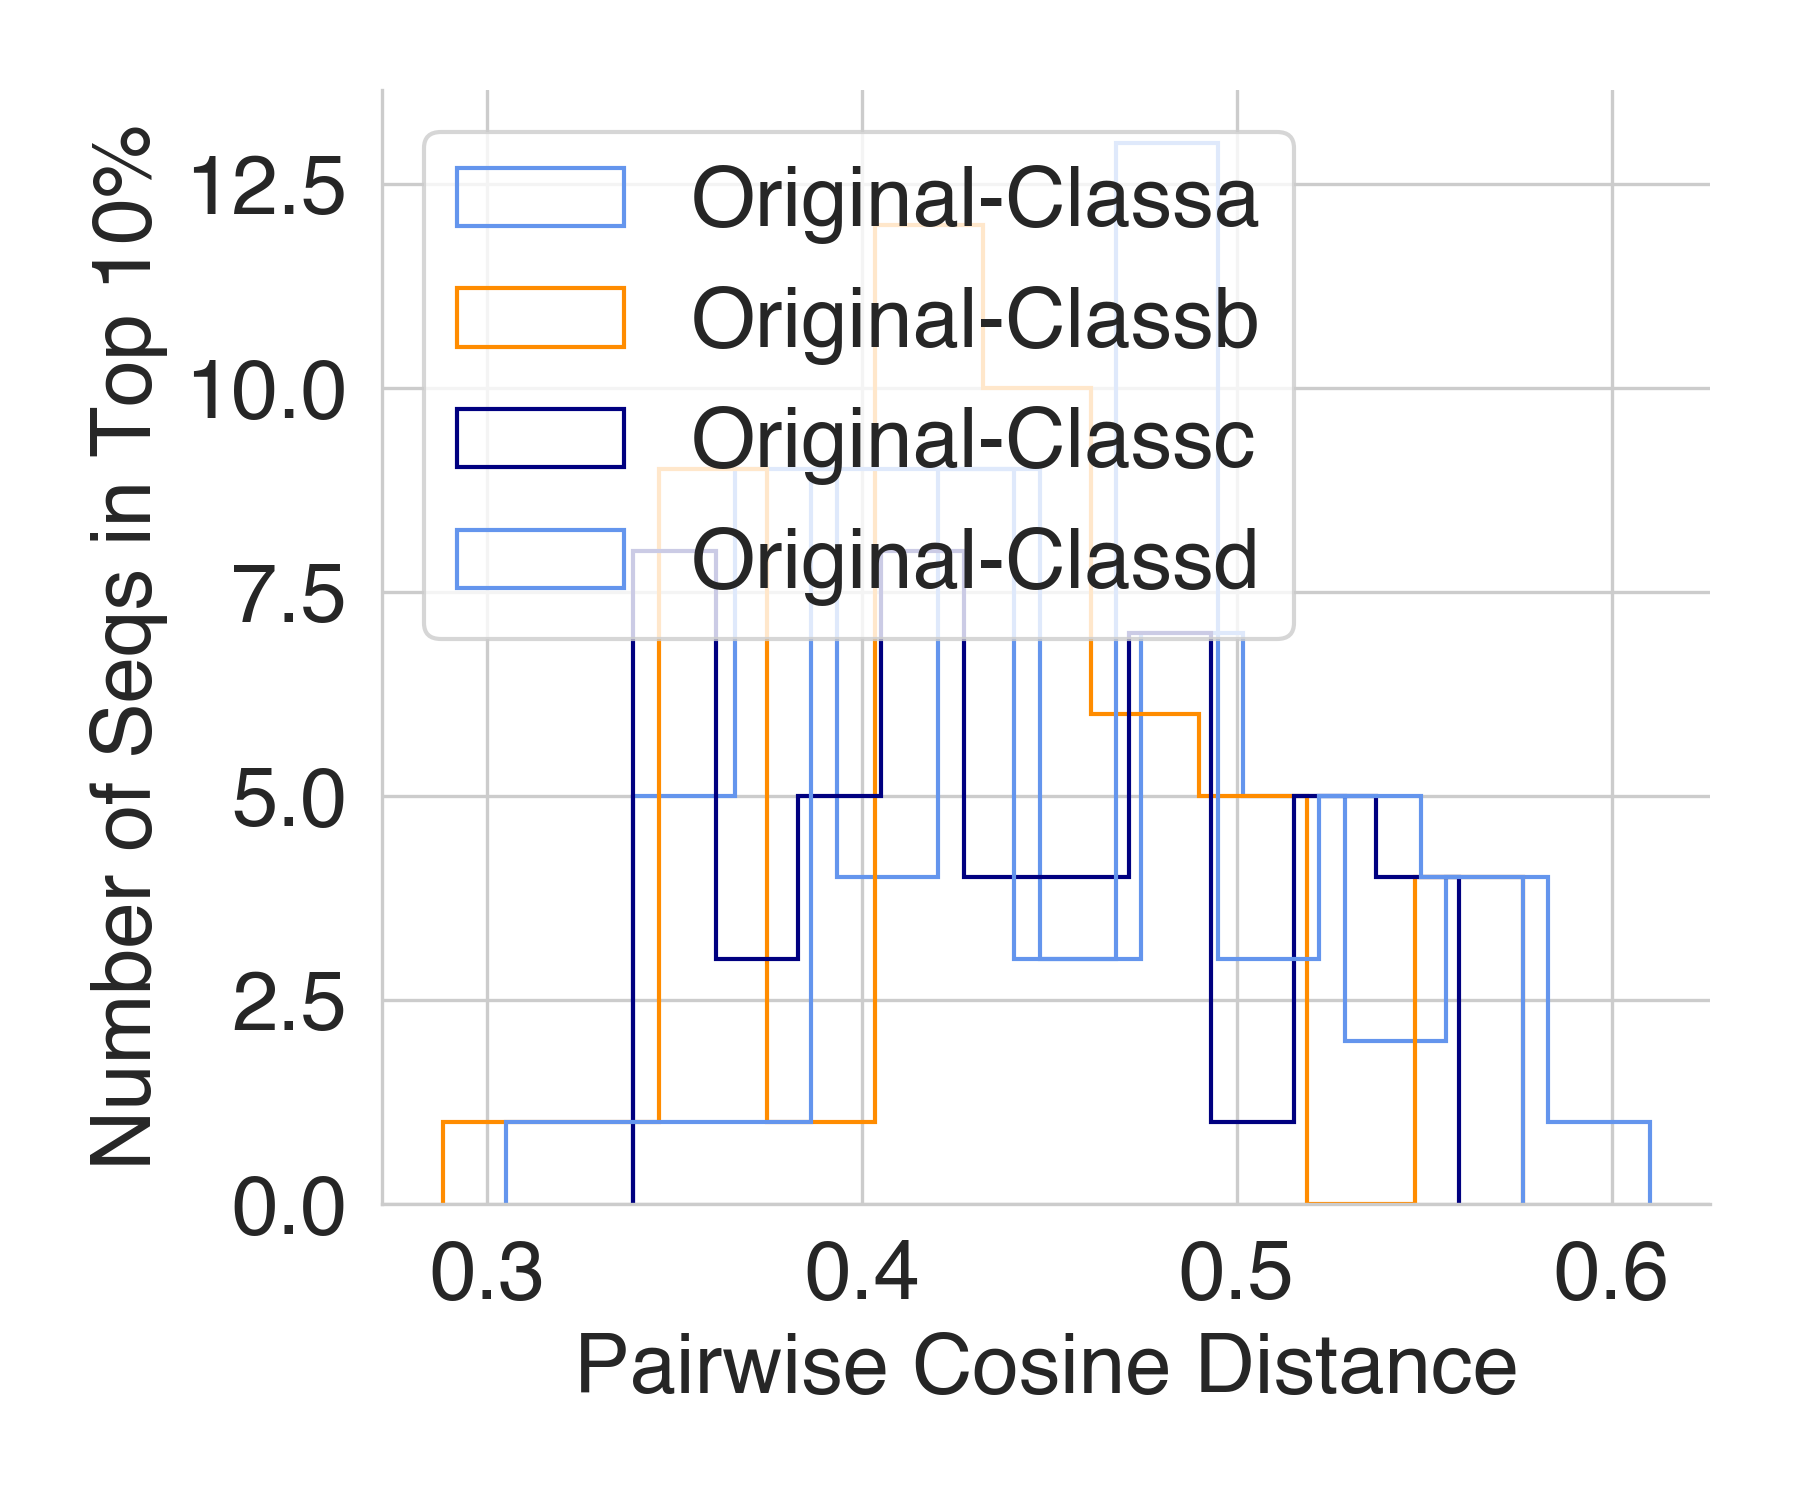 Number of Seqs in Top 10%
12.5
10.0
7.5
5.0
2.5
0.0
Original-Classa
Original-Classb
Original-Classc
Original-Classd
0.3 0.4 0.5 0.6
Pairwise Cosine Distance